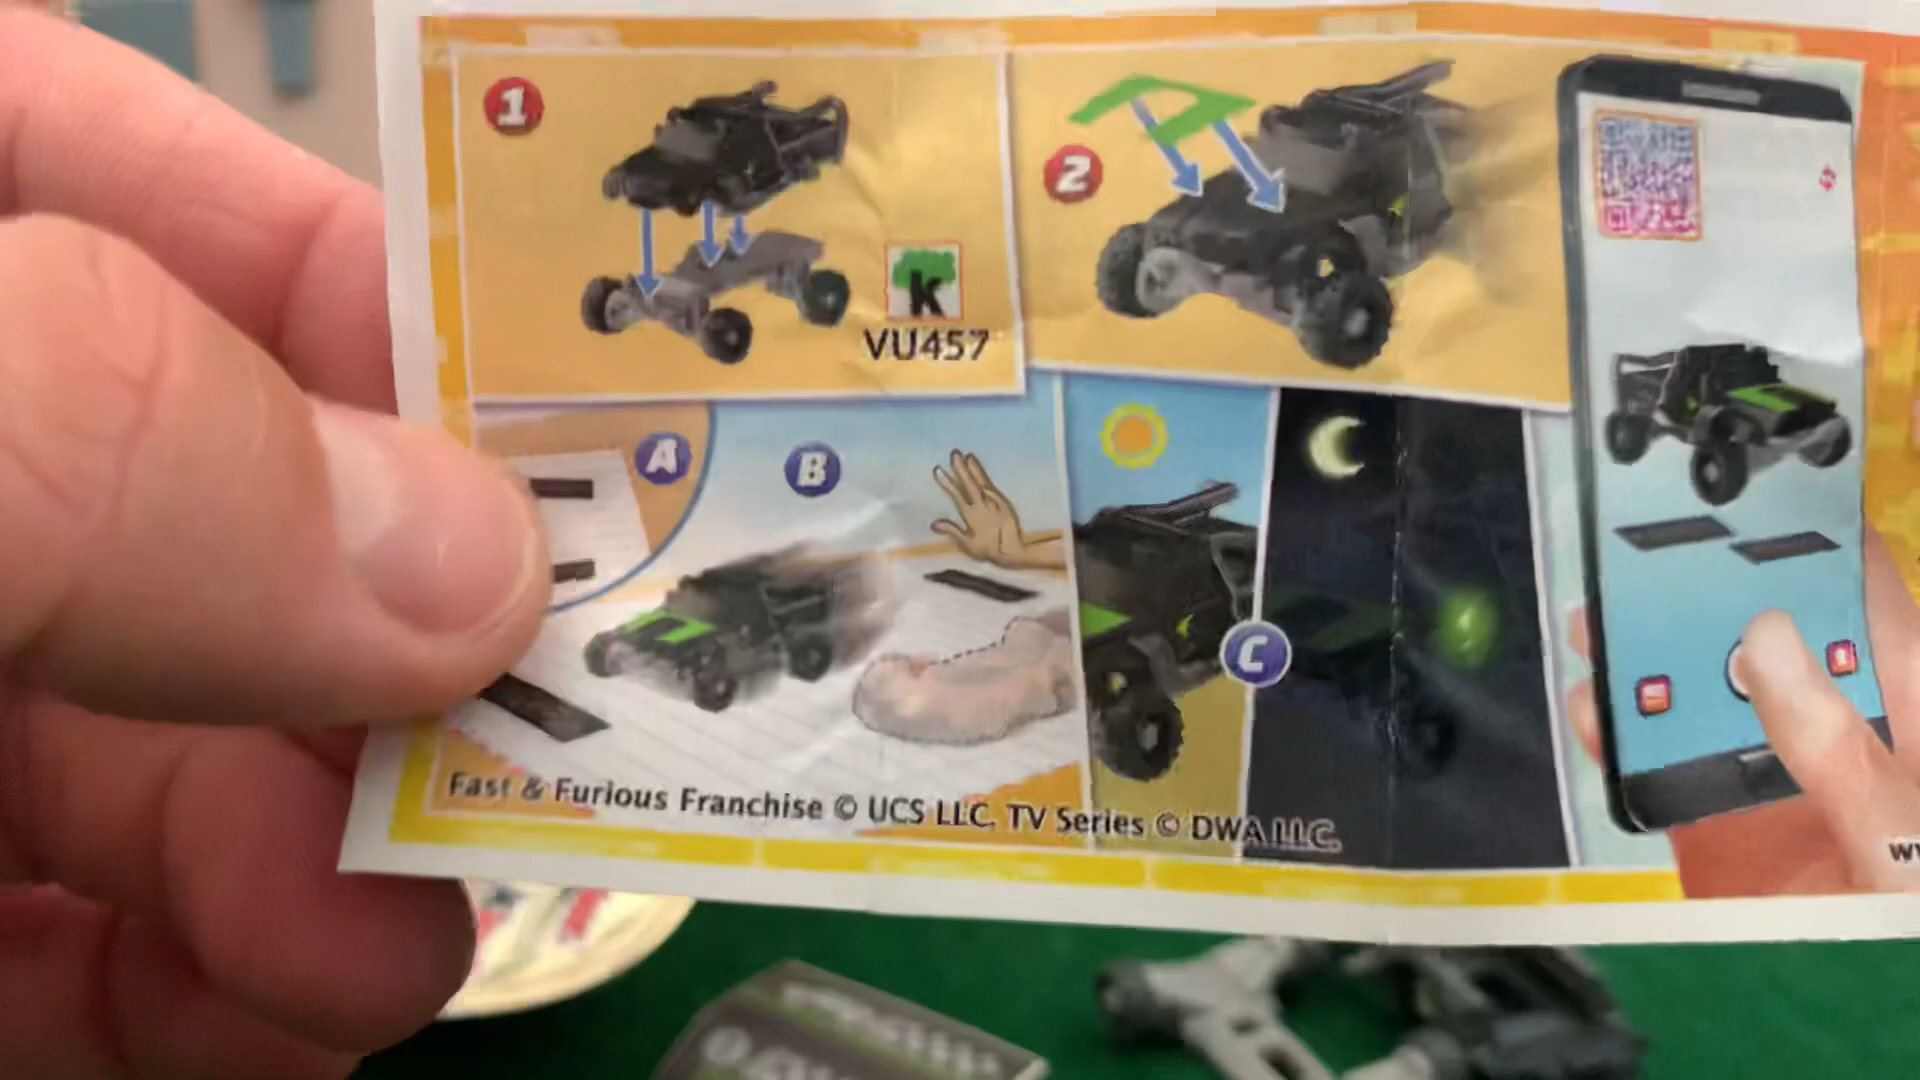 1
2
k
VU457
A
B
C
Fast & Furious Franchise © UCS LLC. TV Series © DWA LLC.